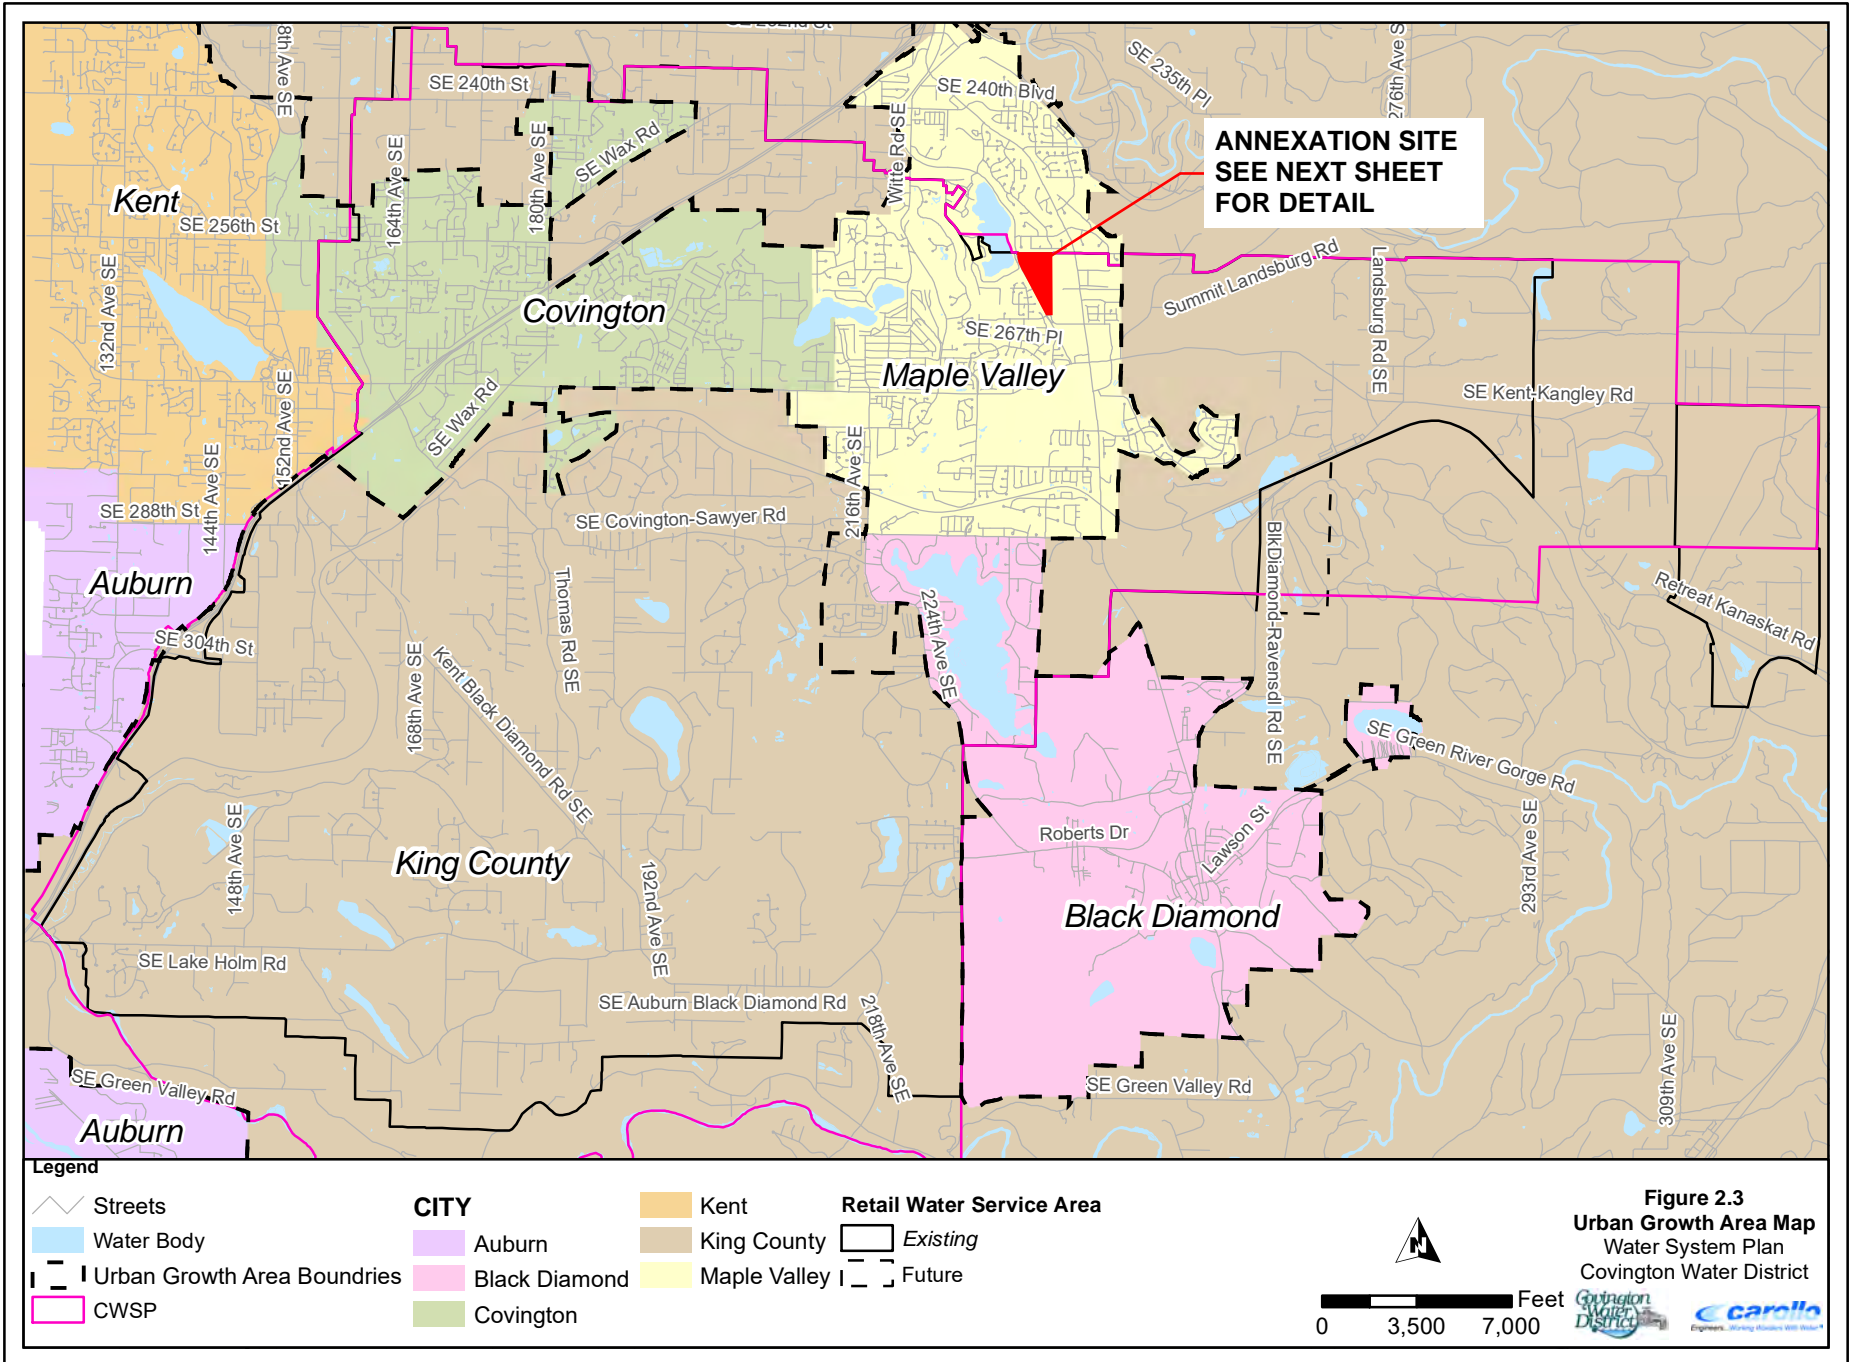 SE 240th St
8th Ave SE
SE 240th Blvd
SE 235th Pl
276th Ave S
ANNEXATION SITE
SEE NEXT SHEET
FOR DETAIL
Witte Rd SE
SE Wax Rd
180th Ave SE
164th Ave SE
Kent
SE 256th St
132nd Ave SE
Covington
Summit Landsburg Rd
Landsburg Rd SE
SE 267th Pl
Maple Valley
SE Kent-Kangley Rd
152nd Ave SE
SE Wax Rd
144th Ave SE
SE 288th St
216th Ave SE
SE Covington-Sawyer Rd
Auburn
Thomas Rd SE
224th Ave SE
BlkDiamond-Ravensdl Rd SE
Retreat Kanaskat Rd
SE 304th St
168th Ave SE
Kent Black Diamond Rd SE
SE Green River Gorge Rd
148th Ave SE
King County
192nd Ave SE
Roberts Dr
Lawson St
293rd Ave SE
Black Diamond
SE Lake Holm Rd
SE Auburn Black Diamond Rd
218th Ave SE
309th Ave SE
SE Green Valley Rd
SE Green Valley Rd
Auburn
Legend
Streets
Water Body
Urban Growth Area Boundries
CWSP
CITY
Auburn
Black Diamond
Covington
Kent
King County
Maple Valley
Retail Water Service Area
Existing
Future
N
Feet
0 3,500 7,000
Figure 2.3
Urban Growth Area Map
Water System Plan
Covington Water District
Covington
Water
District
carollo
Engineers...Working Wonders With Water